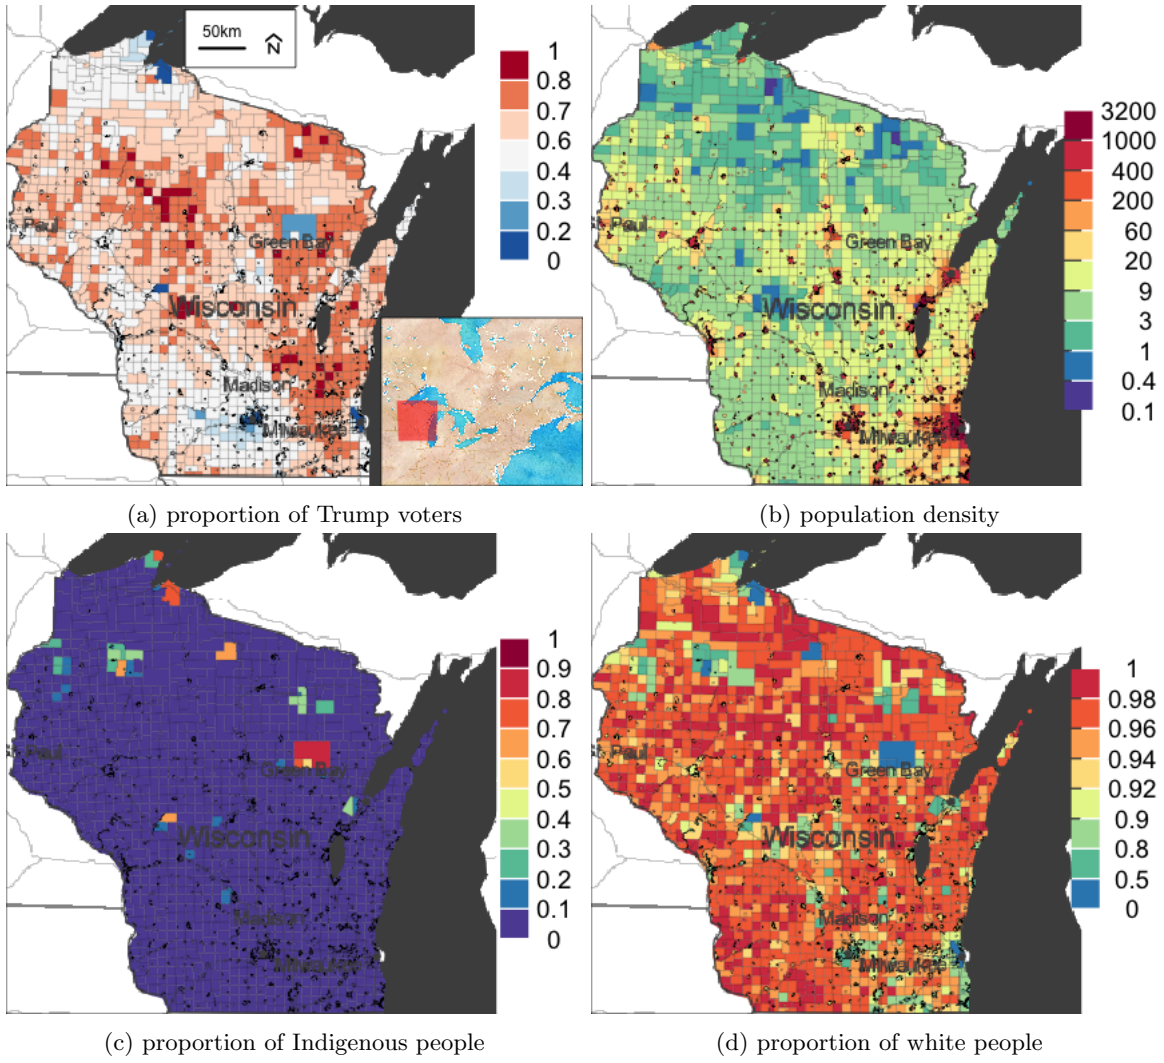 50km
N
1
0.8
0.7
0.6
0.4
0.3
0.2
0
Paul
Green Bay
Wisconsin
Madison
Milwaukee
(a) proportion of Trump voters
3200
1000
400
200
60
20
9
3
1
0.4
0.1
Green Bay
Wisconsin
Madison
Milwaukee
(b) population density
1
0.9
0.8
0.7
0.6
0.5
0.4
0.3
0.2
0.1
0
Paul
Green Bay
Wisconsin
Madison
Milwaukee
(c) proportion of Indigenous people
1
0.98
0.96
0.94
0.92
0.9
0.8
0.5
0
Paul
Green Bay
Wisconsin
Madison
Milwaukee
(d) proportion of white people